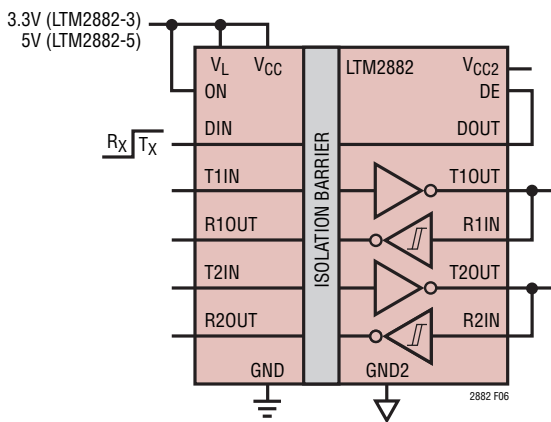 3.3V (LTM2882-3)
5V (LTM2882-5)
VL VCC LTM2882 VCC2
ON DE
RX TX DIN DOUT
T1IN T1OUT
R1OUT R1IN
T2IN T2OUT
R2OUT R2IN
ISOLATION BARRIER
GND GND2
2882 F06